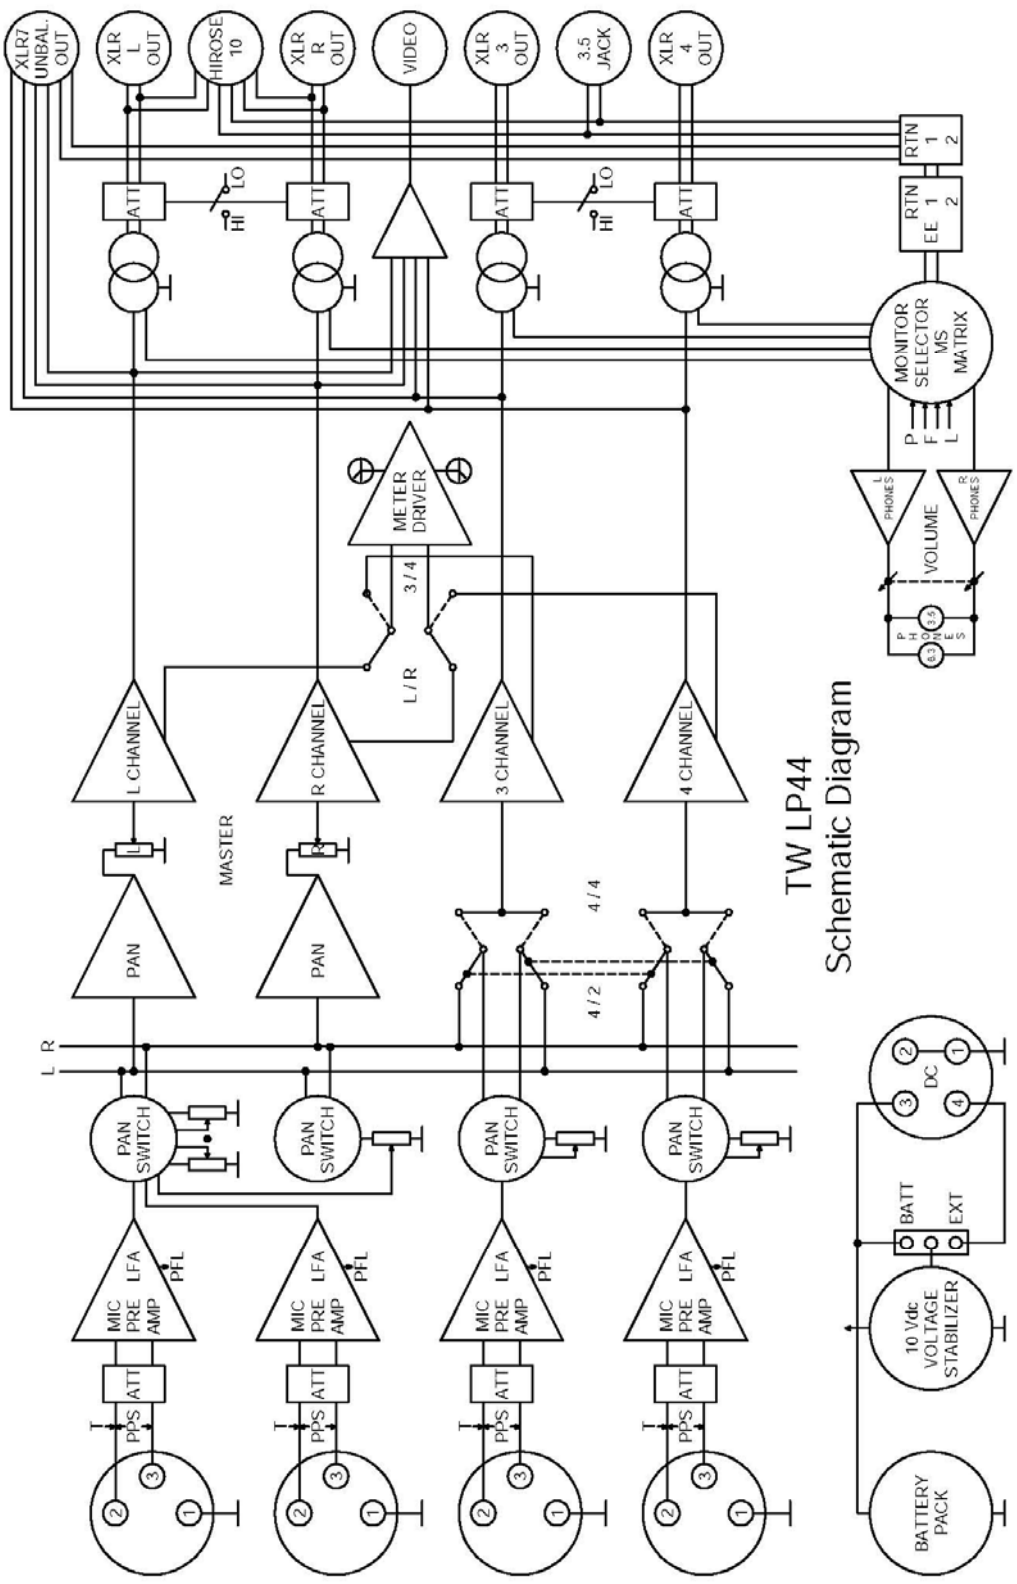 XLR7
UNBAL.
OUT
L R
T
PPS
2
3
1
ATT
MIC
PRE
AMP
LFA
PFL
PAN
SWITCH
PAN
L
L CHANNEL
ATT
XLR
L
OUT
MASTER
HI LO
HIROSE
10
T
PPS
2
3
1
ATT
MIC
PRE
AMP
LFA
PFL
PAN
SWITCH
PAN
R
R CHANNEL
ATT
XLR
R
OUT
L / R
3 / 4
METER
DRIVER
VIDEO
T
PPS
2
3
1
ATT
MIC
PRE
AMP
LFA
PFL
PAN
SWITCH
3 CHANNEL
ATT
XLR
3
OUT
4 / 2
4 / 4
HI LO
3.5
JACK
T
PPS
2
3
1
ATT
MIC
PRE
AMP
LFA
PFL
PAN
SWITCH
4 CHANNEL
ATT
XLR
4
OUT
TW LP44
Schematic Diagram
BATTERY
PACK
10 Vdc
VOLTAGE
STABILIZER
BATT
EXT
3
2
DC
4
1
6.3
3.5
PHONES
VOLUME
L
PHONES
R
PHONES
P
F
L
MONITOR
SELECTOR
MS
MATRIX
RTN
EE 1
2
RTN
1
2